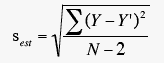 s_est = √(∑(Y – Y')² / (N – 2))